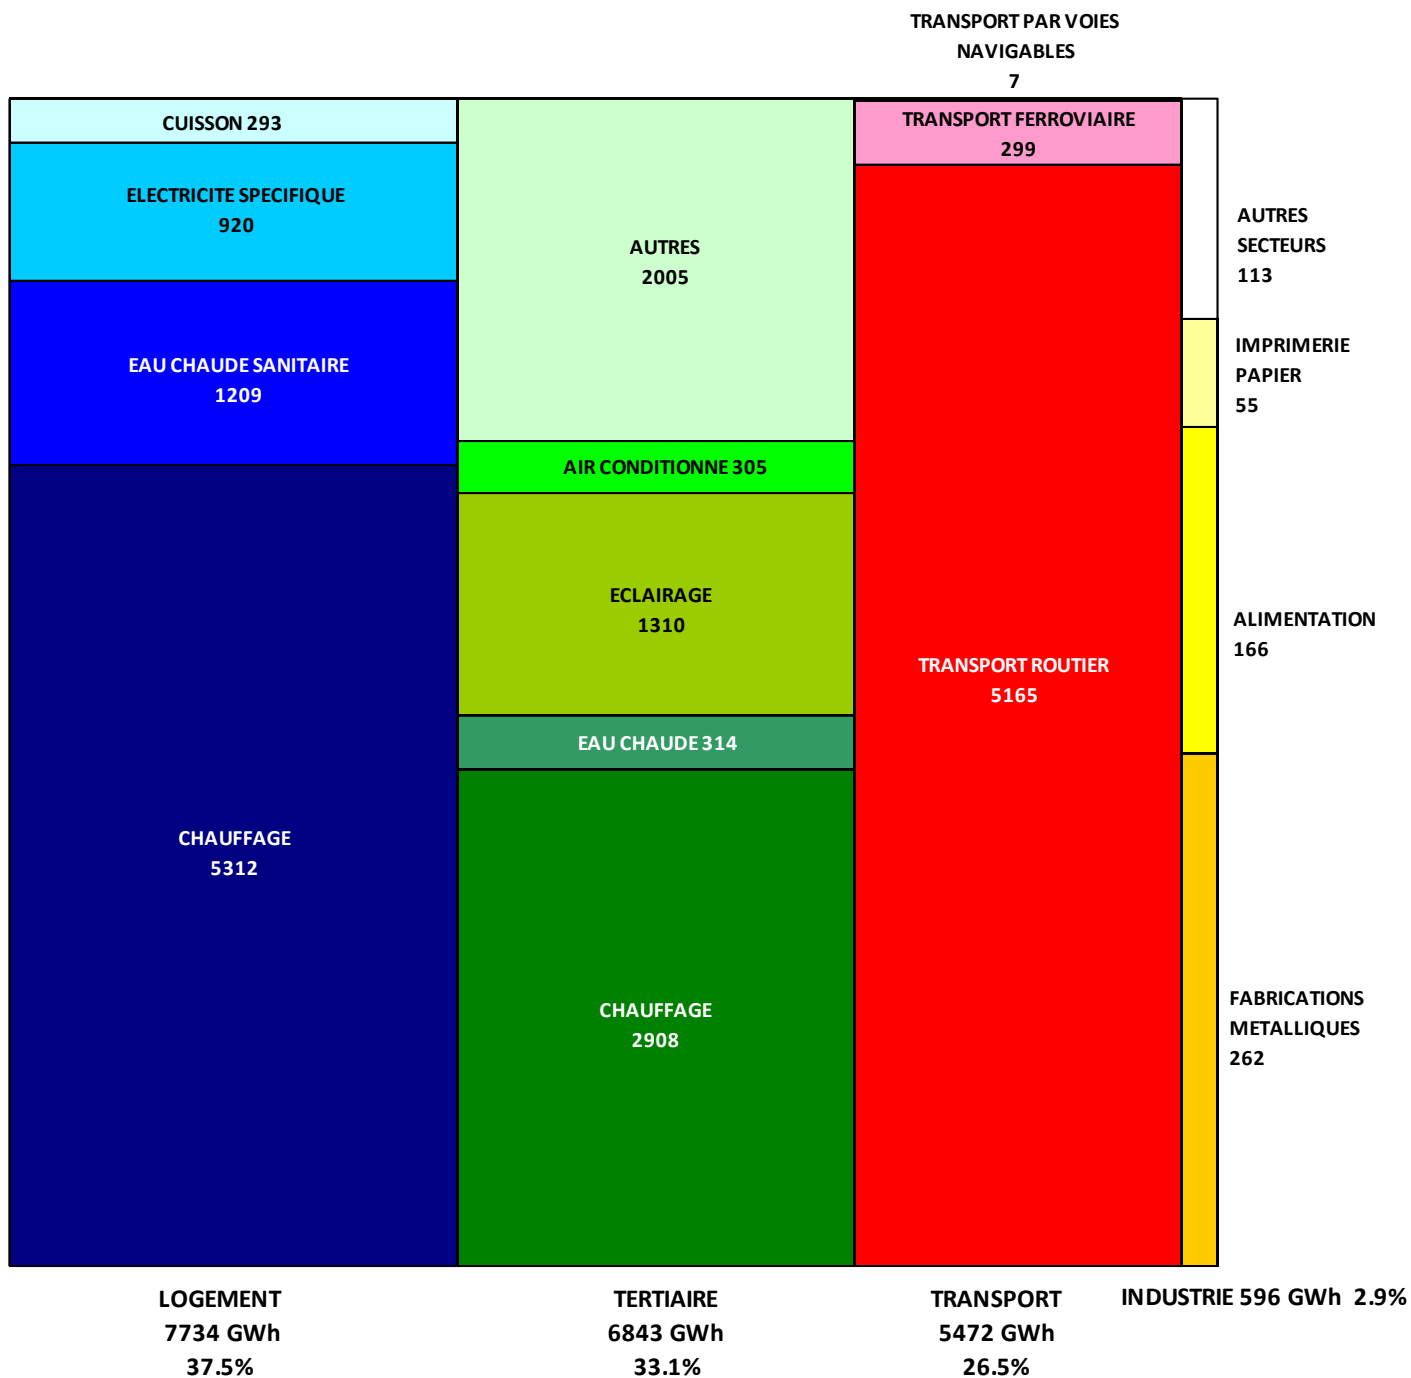 TRANSPORT PAR VOIES
NAVIGABLES
7
CUISSON 293
ELECTRICITE SPECIFIQUE
920
EAU CHAUDE SANITAIRE
1209
CHAUFFAGE
5312
AUTRES
2005
AIR CONDITIONNE 305
ECLAIRAGE
1310
EAU CHAUDE 314
CHAUFFAGE
2908
TRANSPORT FERROVIAIRE
299
TRANSPORT ROUTIER
5165
AUTRES
SECTEURS
113
IMPRIMERIE
PAPIER
55
ALIMENTATION
166
FABRICATIONS
METALLIQUES
262
LOGEMENT
7734 GWh
37.5%
TERTIAIRE
6843 GWh
33.1%
TRANSPORT
5472 GWh
26.5%
INDUSTRIE 596 GWh 2.9%